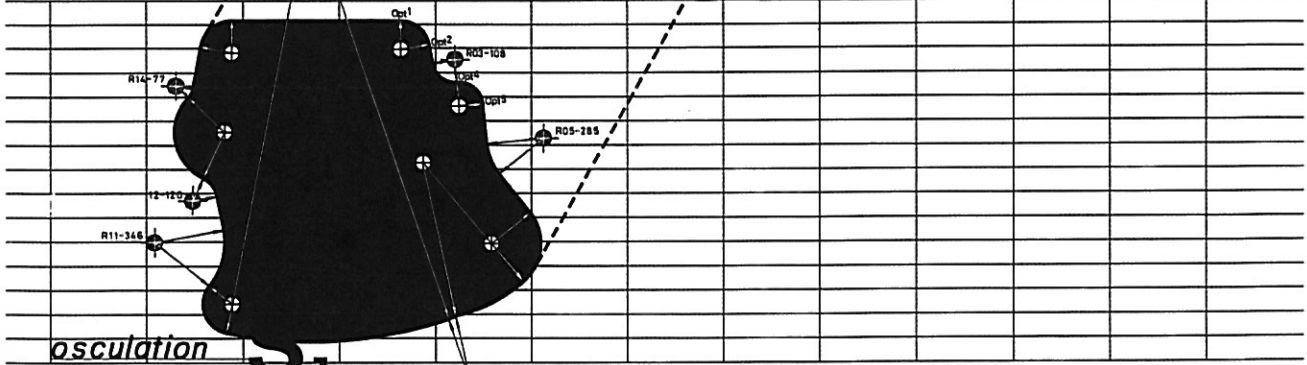 Opt1
Opt2
R03-108
R14-77
Opt4
Opt3
R05-285
12-120
R11-346
osculation